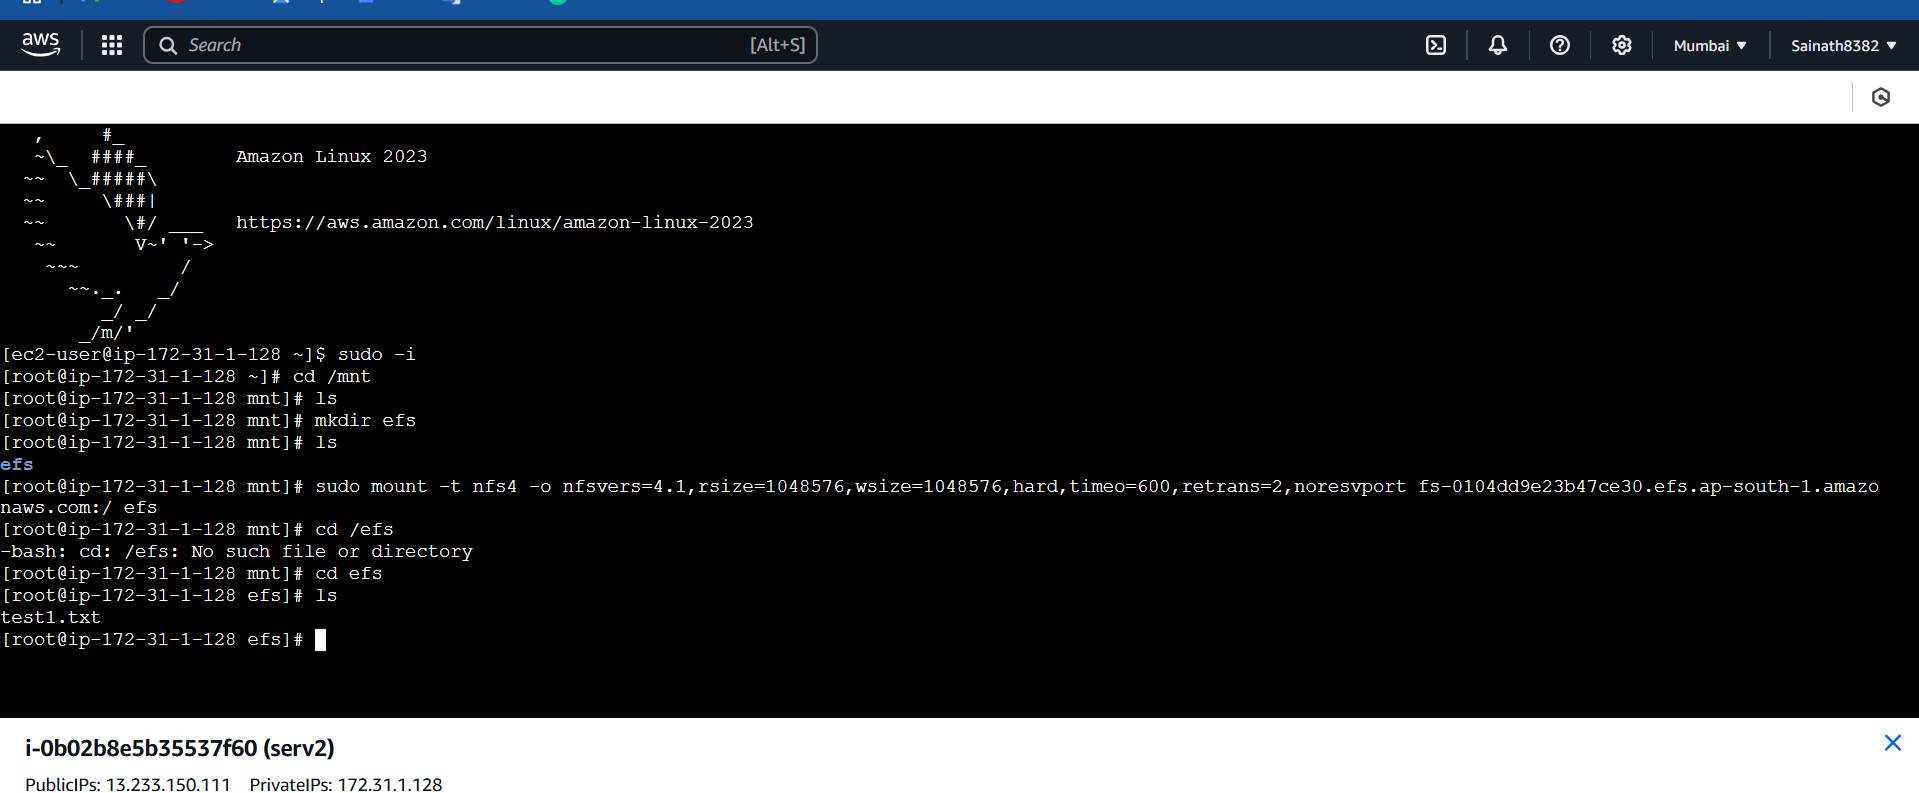 aws
Search [Alt+S]
Mumbai ▼
Sainath8382 ▼
   ,     #_
   ~\_  ####_        Amazon Linux 2023
  ~~  \_#####\
  ~~     \###|
  ~~       \#/ ___   https://aws.amazon.com/linux/amazon-linux-2023
   ~~       V~' '->
    ~~~         /
      ~~._.   _/
         _/ _/
       _/m/'
[ec2-user@ip-172-31-1-128 ~]$ sudo -i
[root@ip-172-31-1-128 ~]# cd /mnt
[root@ip-172-31-1-128 mnt]# ls
[root@ip-172-31-1-128 mnt]# mkdir efs
[root@ip-172-31-1-128 mnt]# ls
efs
[root@ip-172-31-1-128 mnt]# sudo mount -t nfs4 -o nfsvers=4.1,rsize=1048576,wsize=1048576,hard,timeo=600,retrans=2,noresvport fs-0104dd9e23b47ce30.efs.ap-south-1.amazo
naws.com:/ efs
[root@ip-172-31-1-128 mnt]# cd /efs
-bash: cd: /efs: No such file or directory
[root@ip-172-31-1-128 mnt]# cd efs
[root@ip-172-31-1-128 efs]# ls
test1.txt
[root@ip-172-31-1-128 efs]#
i-0b02b8e5b35537f60 (serv2)
PublicIPs: 13.233.150.111 PrivateIPs: 172.31.1.128